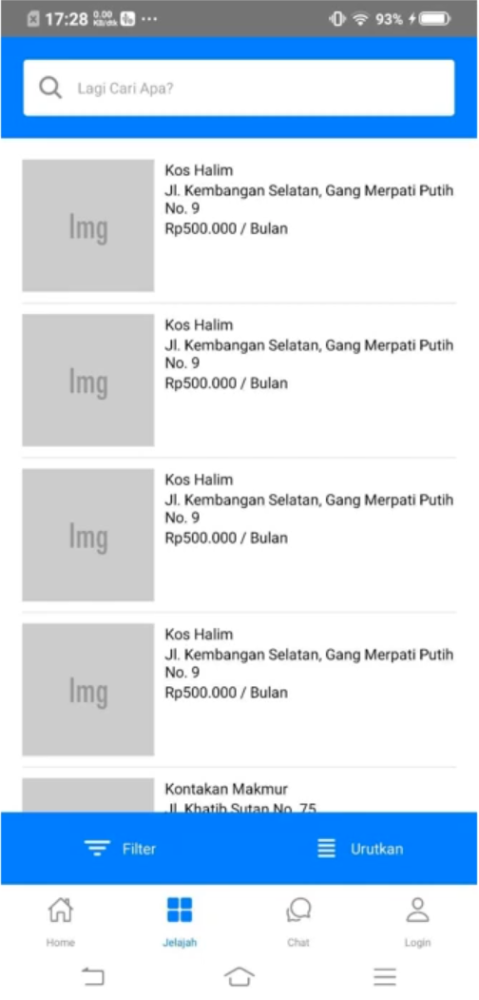 17:28 0.00 KB/dtk 93%
Lagi Cari Apa?
Img
Kos Halim
Jl. Kembangan Selatan, Gang Merpati Putih
No. 9
Rp500.000 / Bulan
Img
Kos Halim
Jl. Kembangan Selatan, Gang Merpati Putih
No. 9
Rp500.000 / Bulan
Img
Kos Halim
Jl. Kembangan Selatan, Gang Merpati Putih
No. 9
Rp500.000 / Bulan
Img
Kos Halim
Jl. Kembangan Selatan, Gang Merpati Putih
No. 9
Rp500.000 / Bulan
Kontakan Makmur
Jl. Khatib Sutan No. 75
Filter
Urutkan
Home
Jelajah
Chat
Login